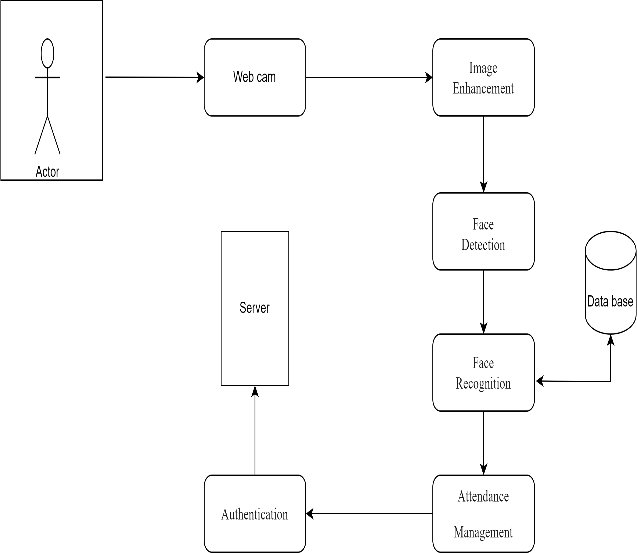 Actor
Web cam
Image
Enhancement
Face
Detection
Data base
Server
Face
Recognition
Authentication
Attendance
Management